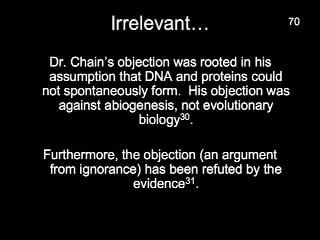 Irrelevant…
70
Dr. Chain's objection was rooted in his
assumption that DNA and proteins could
not spontaneously form.  His objection was
against abiogenesis, not evolutionary
biology³⁰.
Furthermore, the objection (an argument
from ignorance) has been refuted by the
evidence³¹.